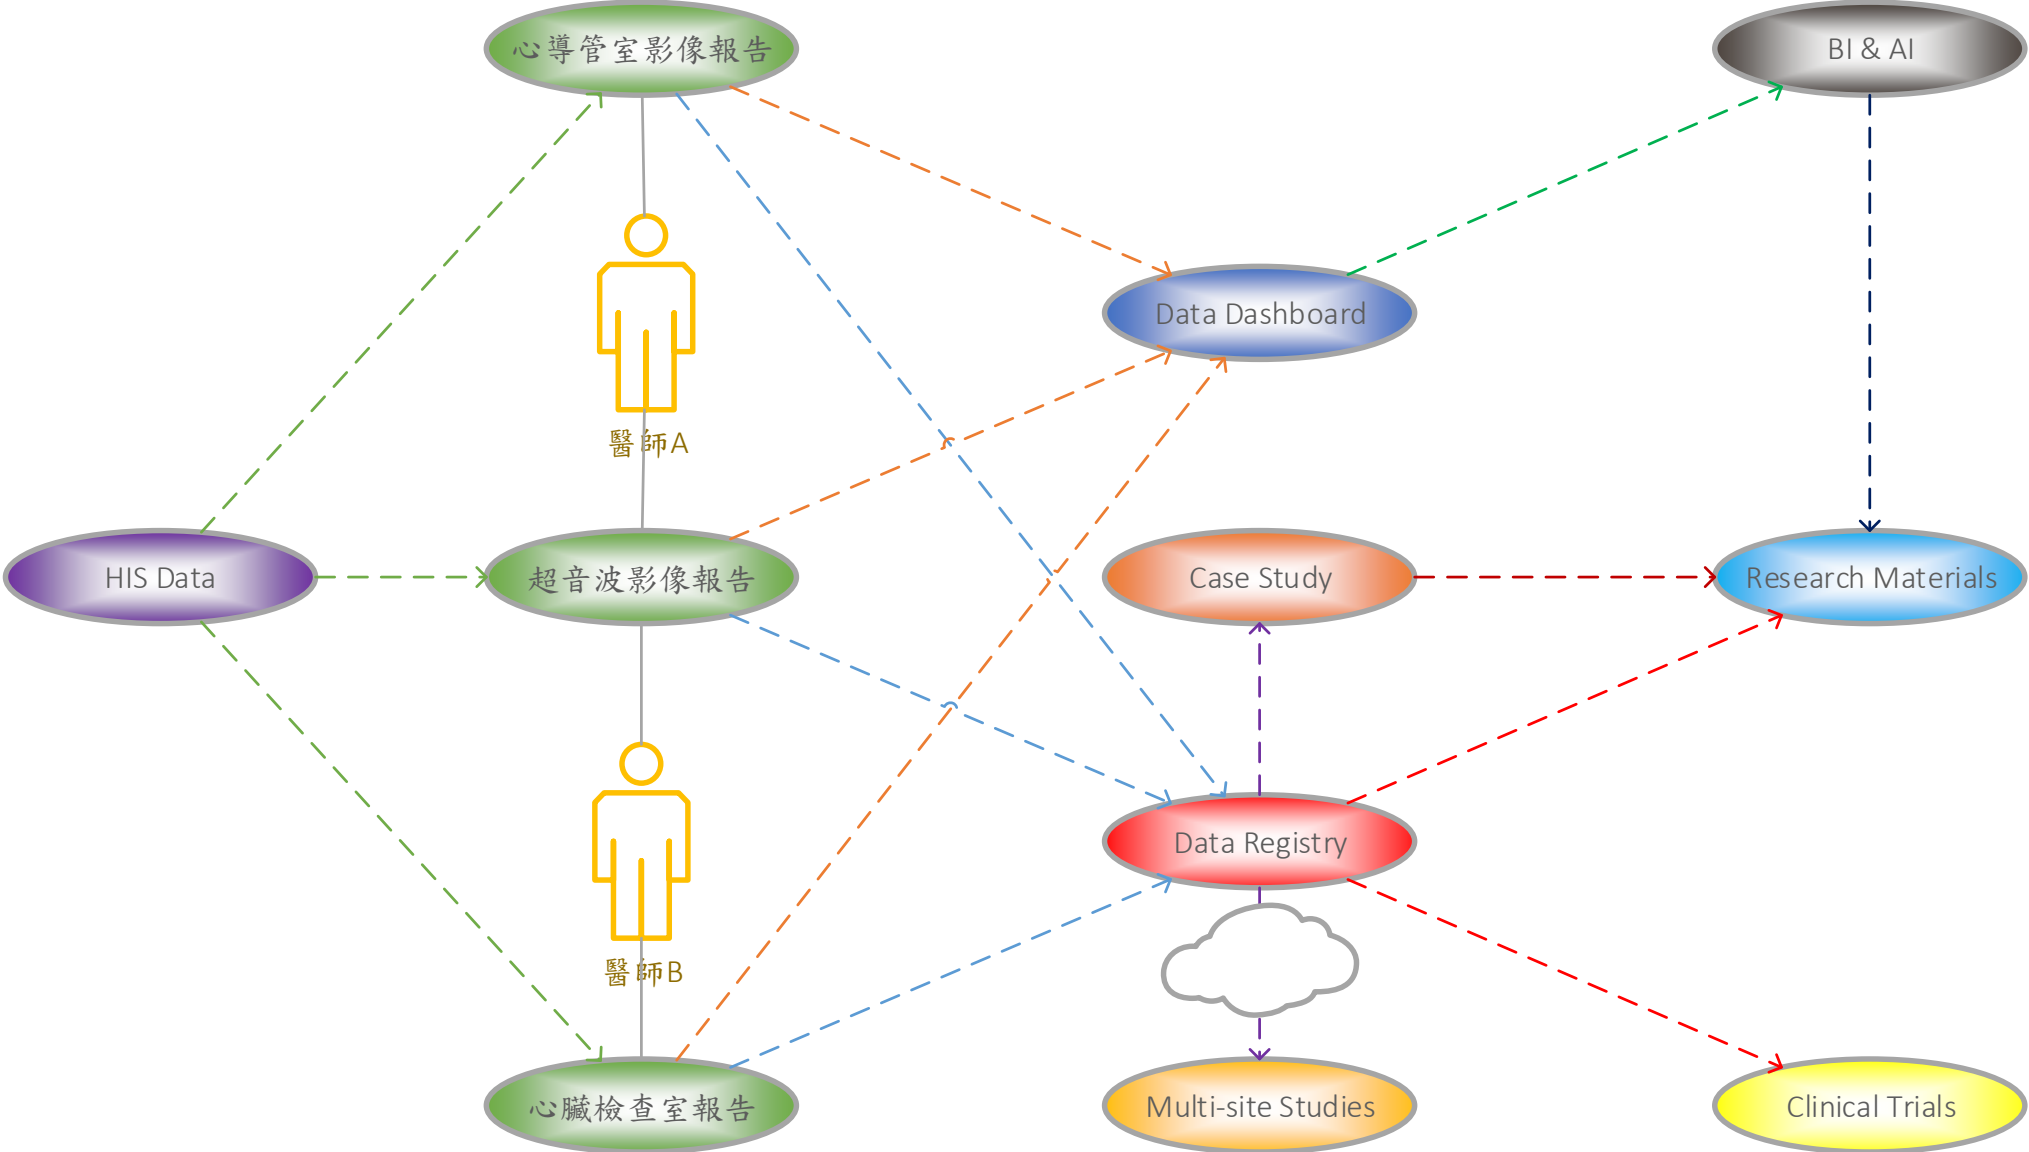 心導管室影像報告
BI & AI
Data Dashboard
醫師A
HIS Data
超音波影像報告
Case Study
Research Materials
Data Registry
醫師B
心臟檢查室報告
Multi-site Studies
Clinical Trials